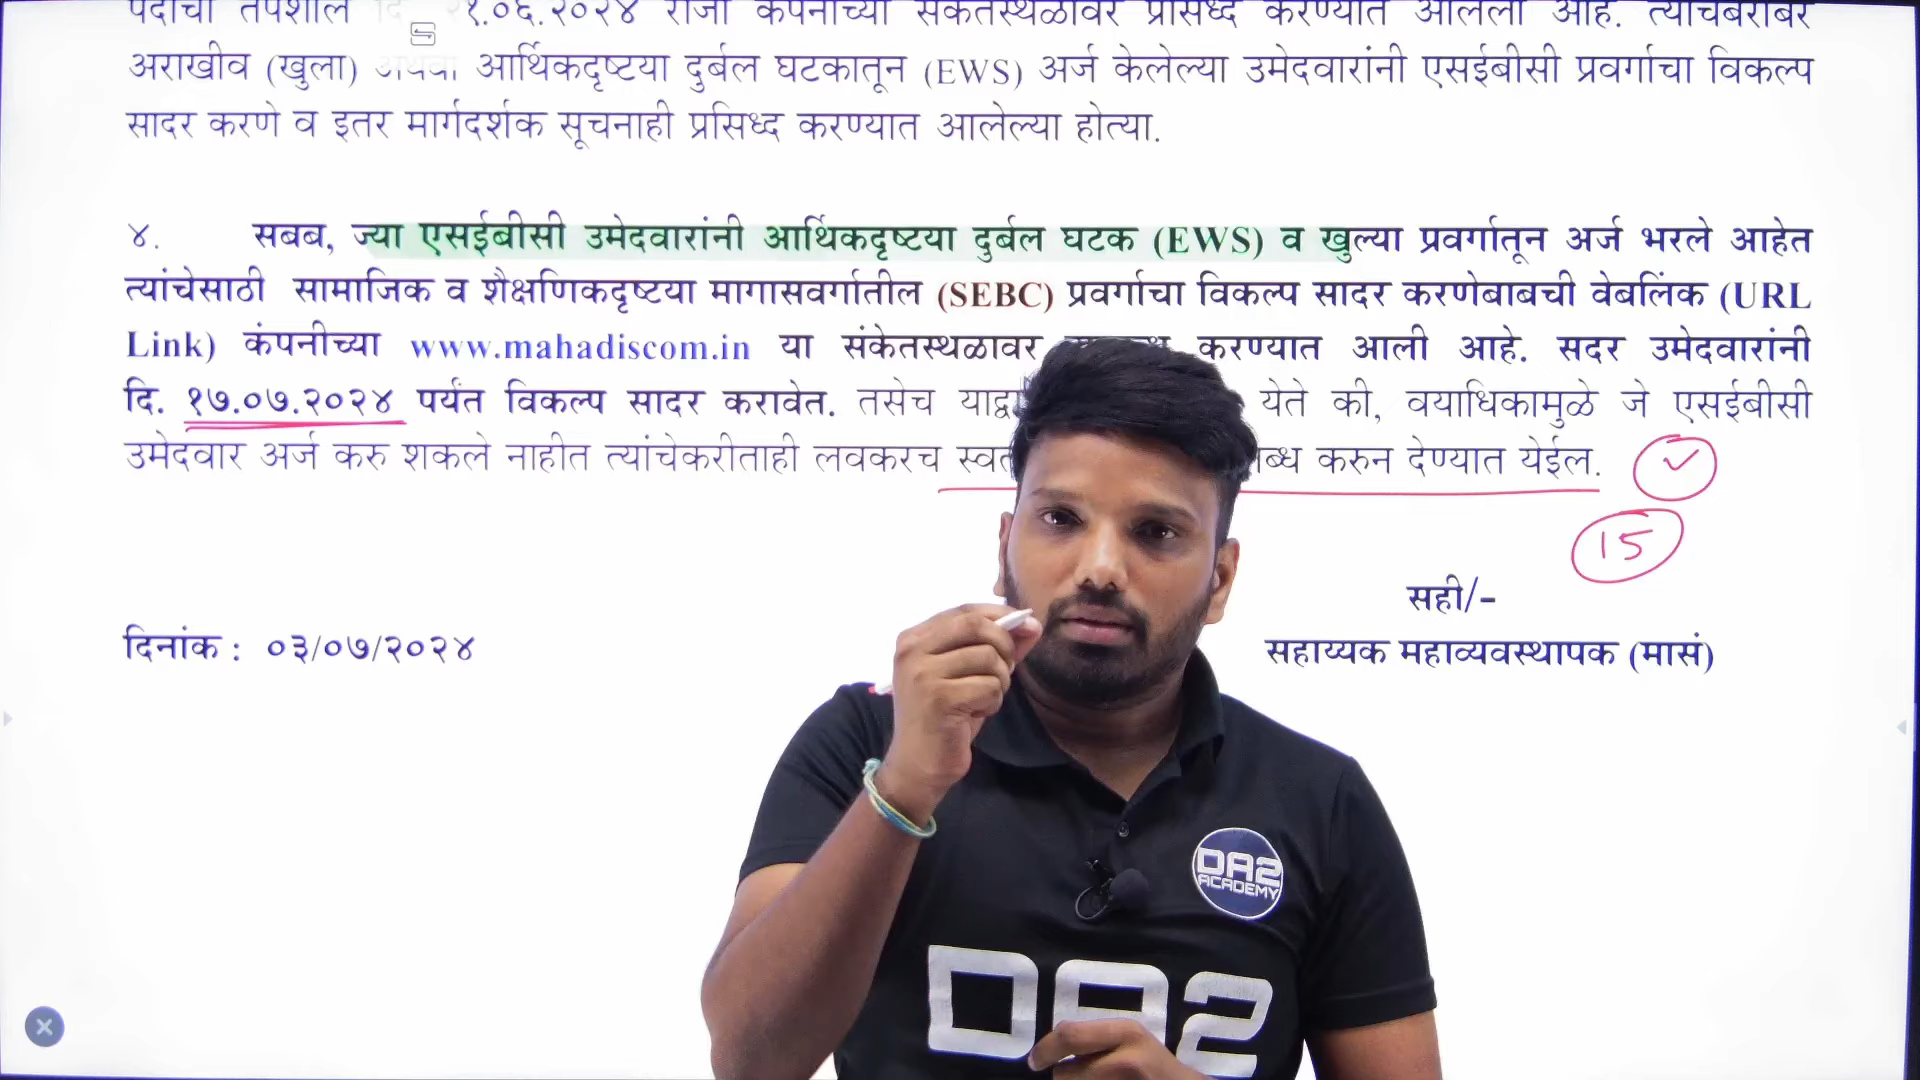 पदांचा तपशील दि. २१.०६.२०२४ रोजी कंपनीच्या संकेतस्थळावर प्रसिध्द करण्यात आलेला आहे. त्याचबरोबर
अराखीव (खुला) अथवा आर्थिकदृष्टया दुर्बल घटकातून (EWS) अर्ज केलेल्या उमेदवारांनी एसईबीसी प्रवर्गाचा विकल्प
सादर करणे व इतर मार्गदर्शक सूचनाही प्रसिध्द करण्यात आलेल्या होत्या.
४. सबब, ज्या एसईबीसी उमेदवारांनी आर्थिकदृष्टया दुर्बल घटक (EWS) व खुल्या प्रवर्गातून अर्ज भरले आहेत
त्यांचेसाठी सामाजिक व शैक्षणिकदृष्टया मागासवर्गातील (SEBC) प्रवर्गाचा विकल्प सादर करणेबाबची वेबलिंक (URL
Link) कंपनीच्या www.mahadiscom.in या संकेतस्थळावर करण्यात आली आहे. सदर उमेदवारांनी
दि. १७.०७.२०२४ पर्यंत विकल्प सादर करावेत. तसेच येते की, वयाधिकामुळे जे एसईबीसी
उमेदवार अर्ज करु शकले नाहीत त्यांचेकरीताही लवकरच करुन देण्यात येईल.
15
सही/-
दिनांक : ०३/०७/२०२४ सहाय्यक महाव्यवस्थापक (मासं)
DA2
ACADEMY
DA2